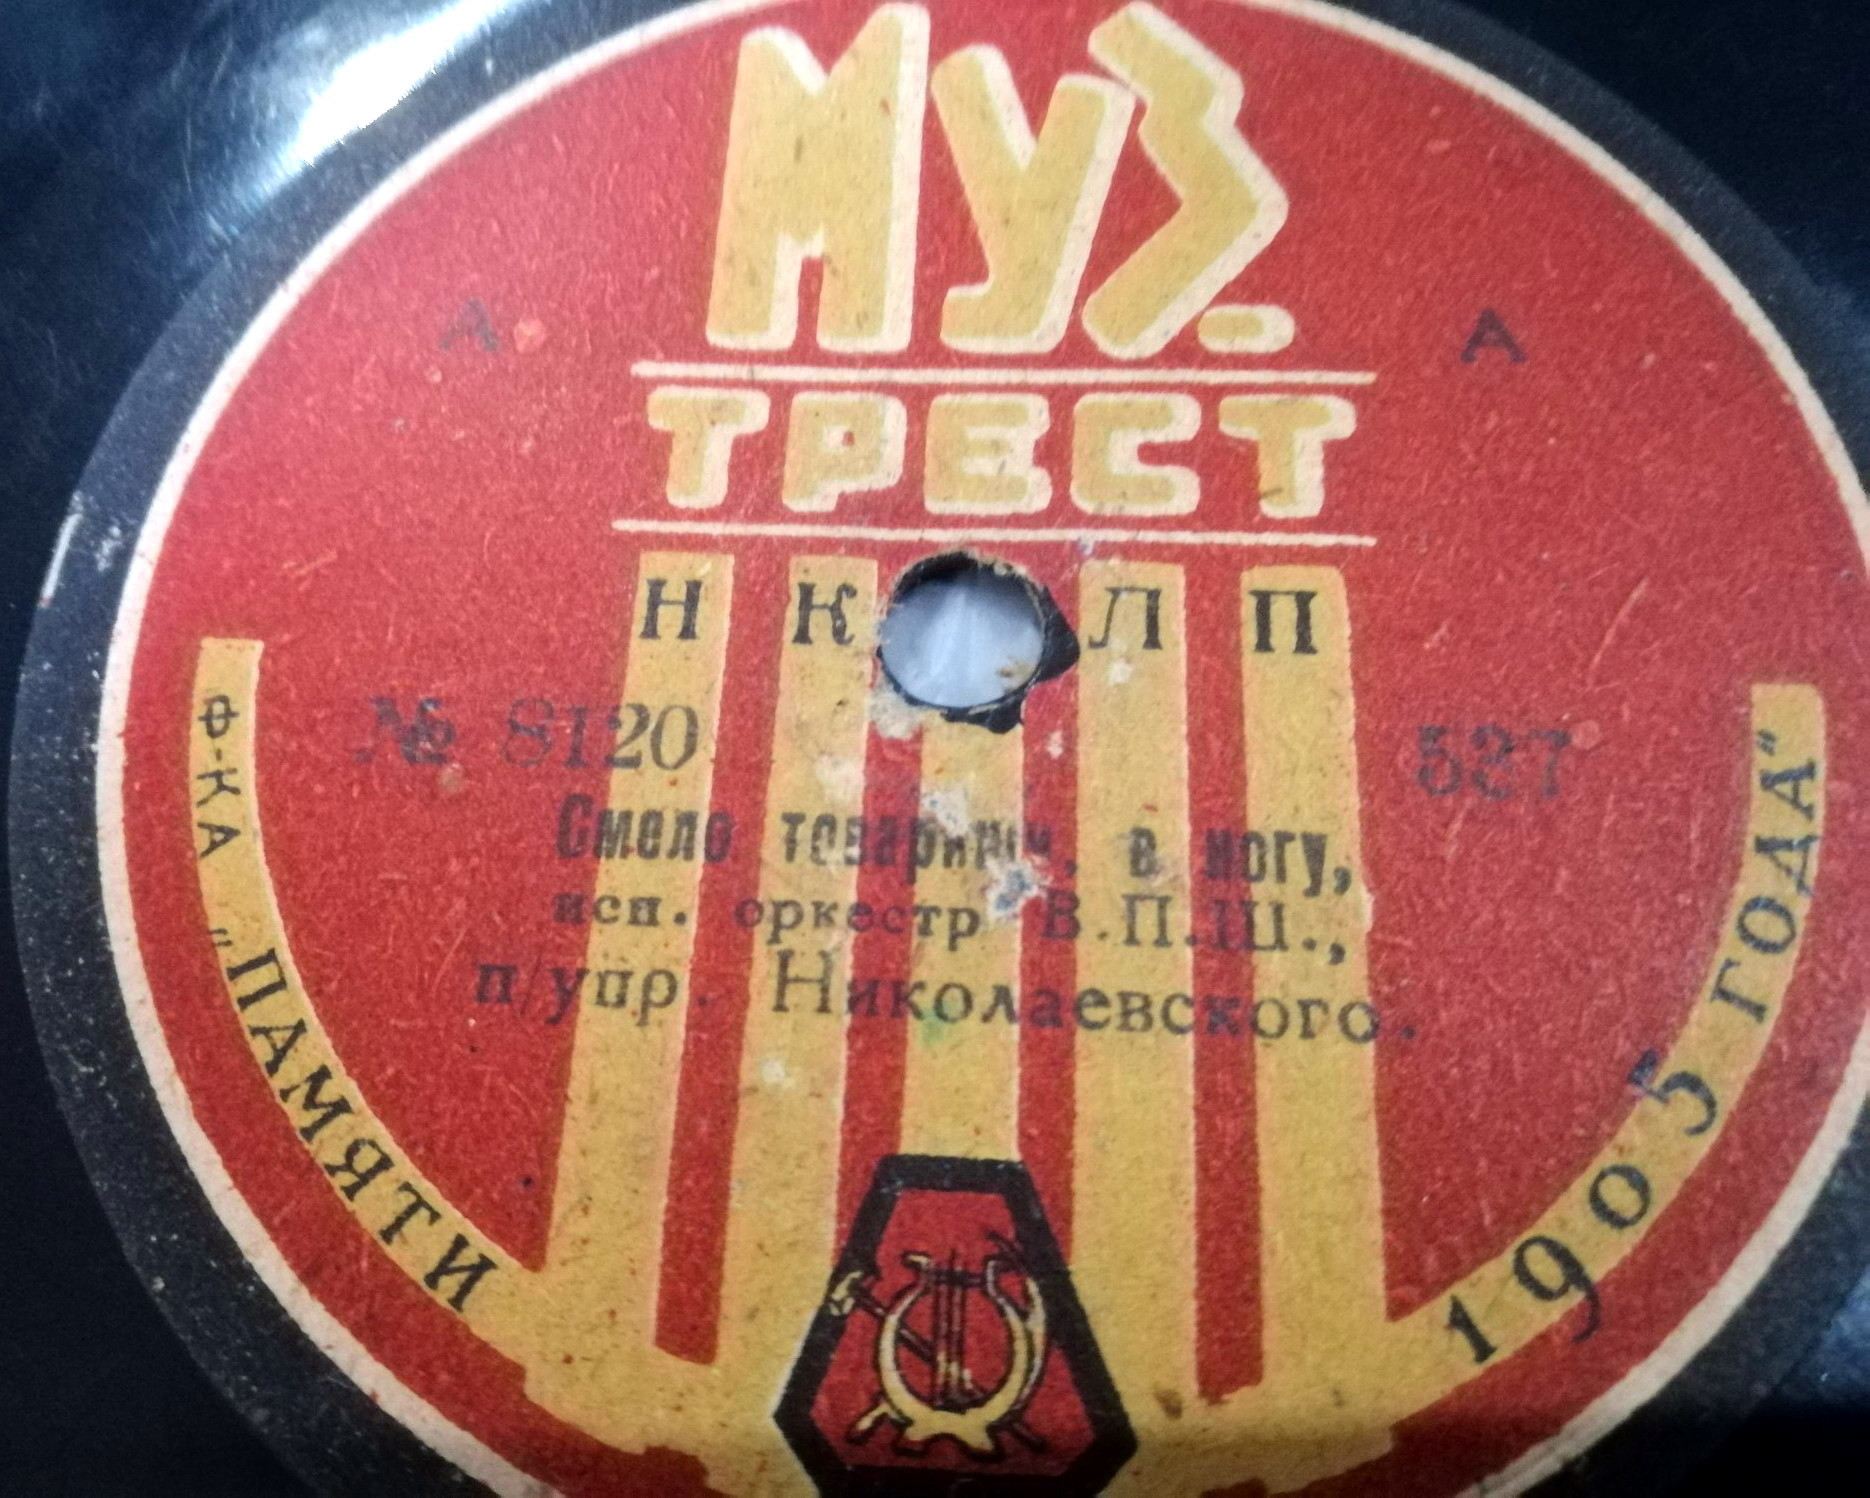 МУЗ.
ТРЕСТ
А А
Н К Л П
№ 8120 527
Смело товарищи, в ногу,
исп. оркестр В.П.Ш.,
п/упр. Николаевского.
Ф-КА „ПАМЯТИ 1905 ГОДА"